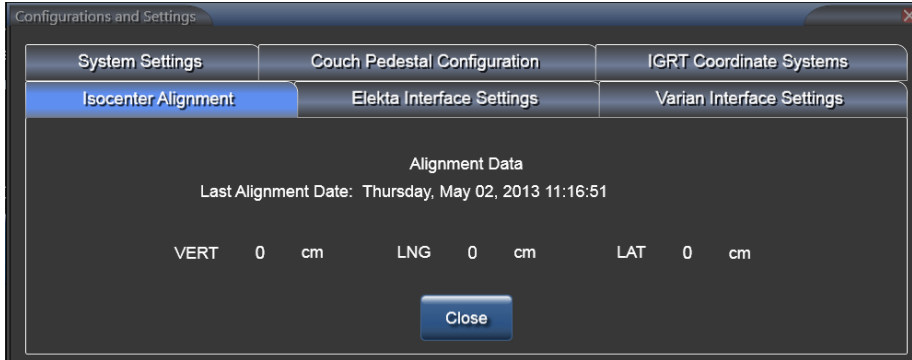 Configurations and Settings
System Settings Couch Pedestal Configuration IGRT Coordinate Systems
Isocenter Alignment Elekta Interface Settings Varian Interface Settings
Alignment Data
Last Alignment Date: Thursday, May 02, 2013 11:16:51
VERT 0 cm LNG 0 cm LAT 0 cm
Close